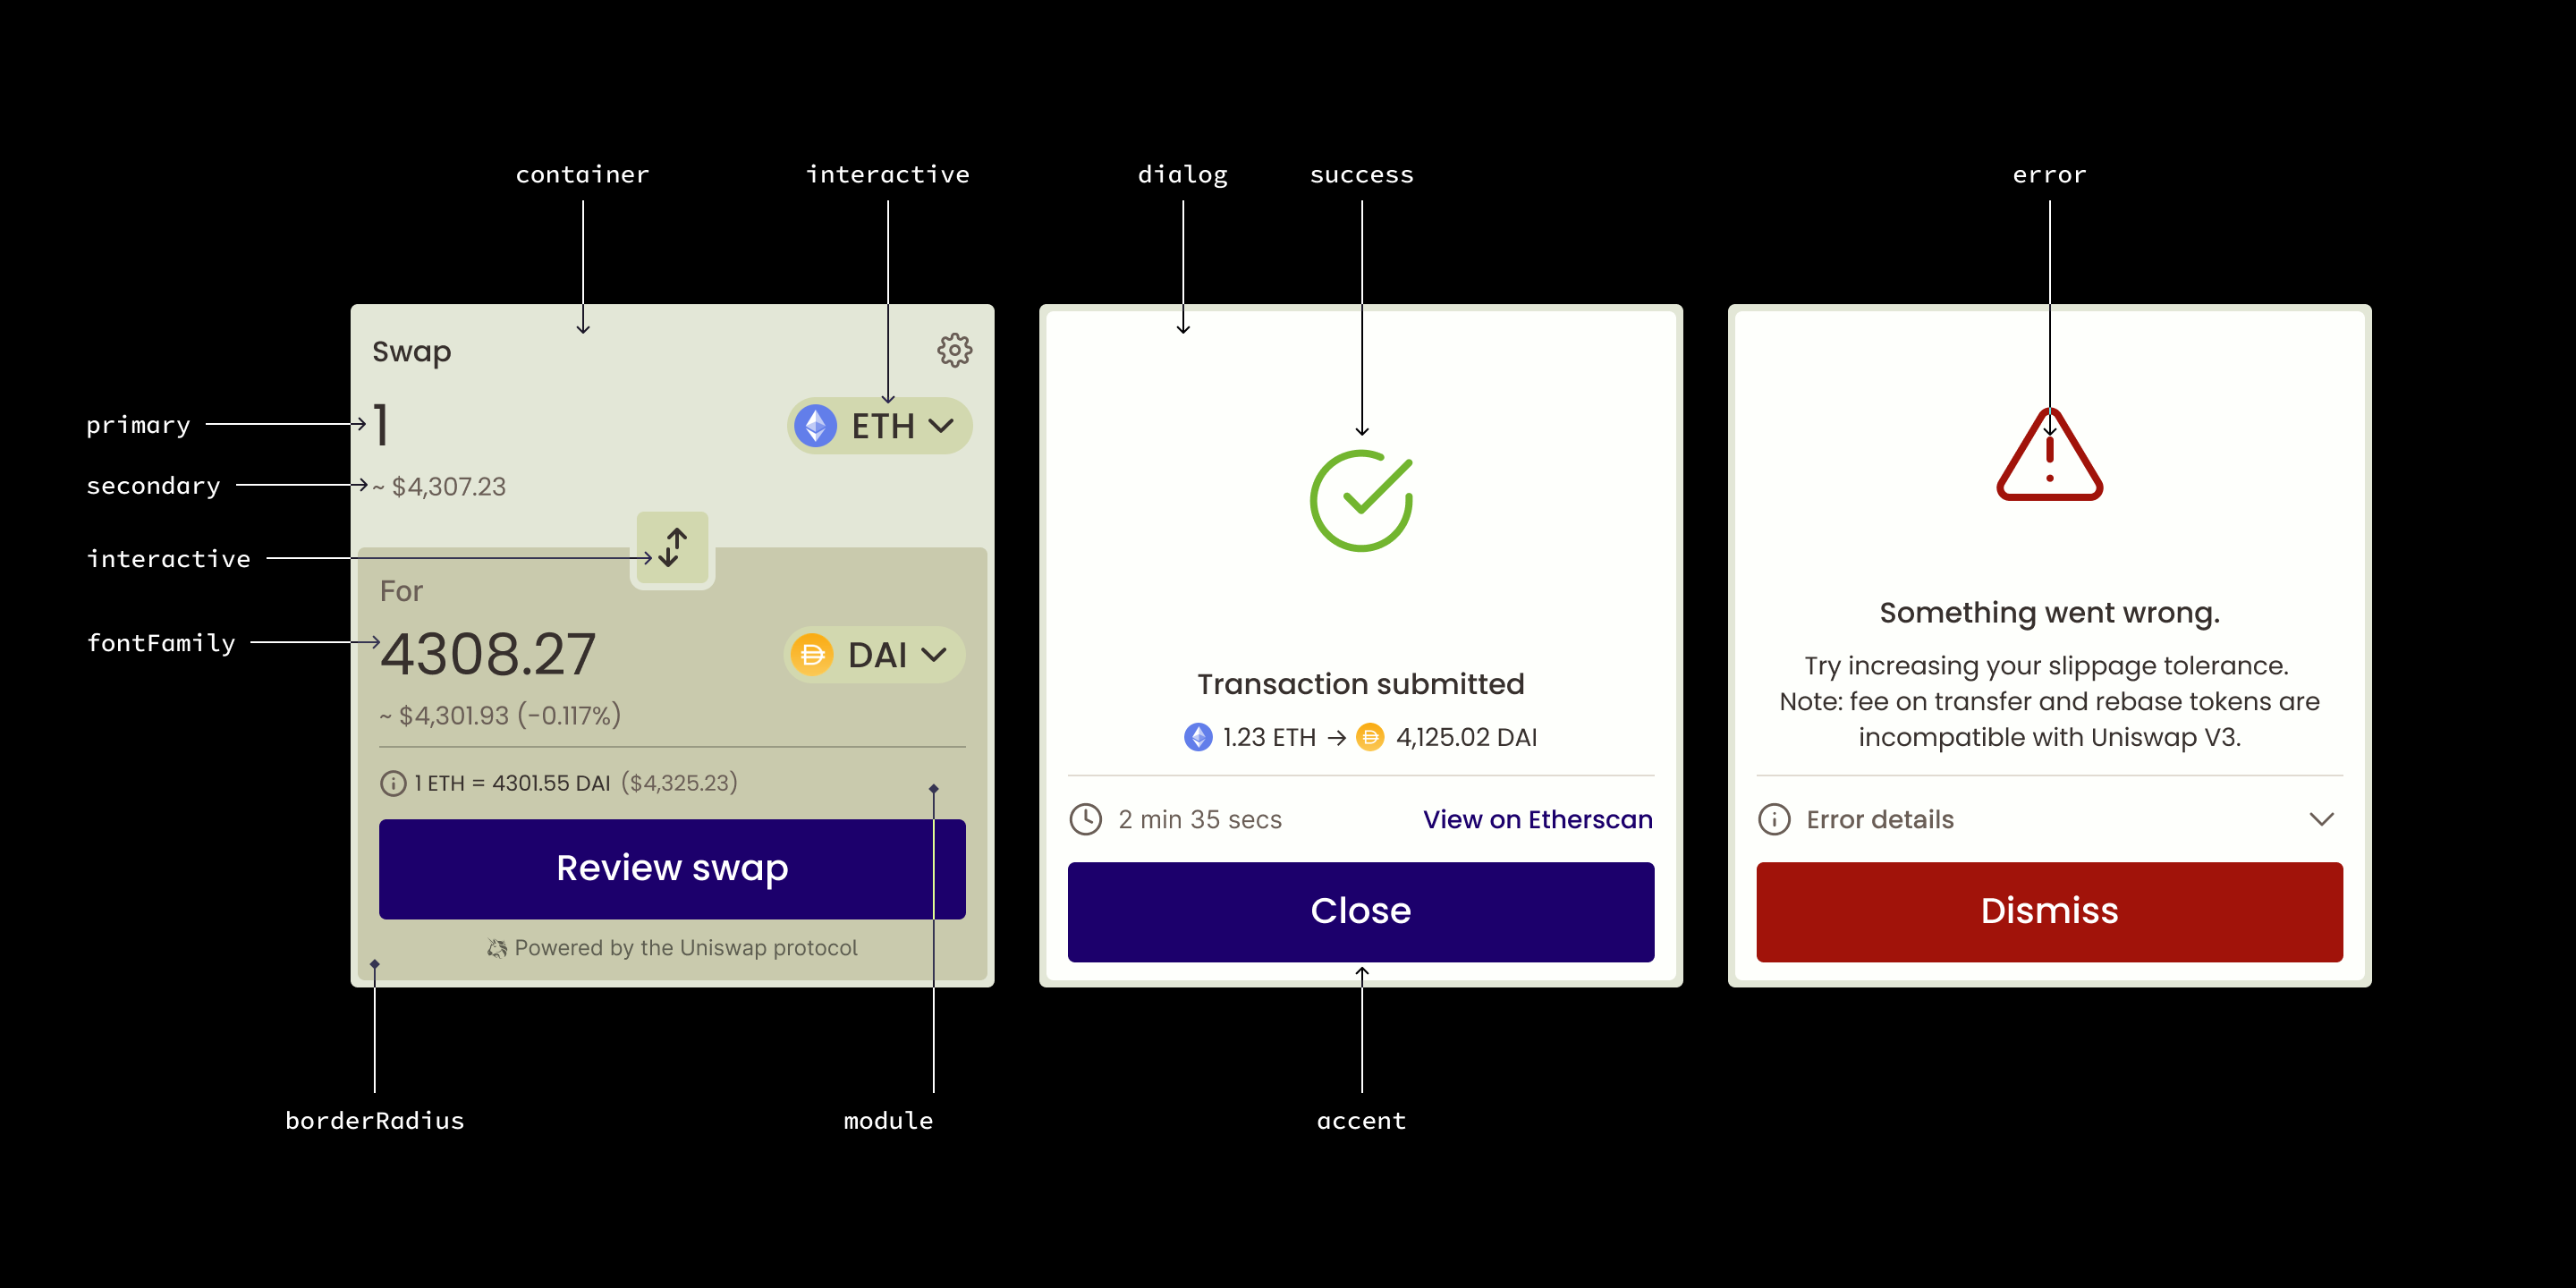 container
interactive
dialog
success
error
primary
secondary
interactive
fontFamily
Swap
1
ETH
~ $4,307.23
For
4308.27
DAI
~ $4,301.93 (-0.117%)
1 ETH = 4301.55 DAI ($4,325.23)
Review swap
Powered by the Uniswap protocol
Transaction submitted
1.23 ETH → 4,125.02 DAI
2 min 35 secs
View on Etherscan
Close
Something went wrong.
Try increasing your slippage tolerance.
Note: fee on transfer and rebase tokens are
incompatible with Uniswap V3.
Error details
Dismiss
borderRadius
module
accent